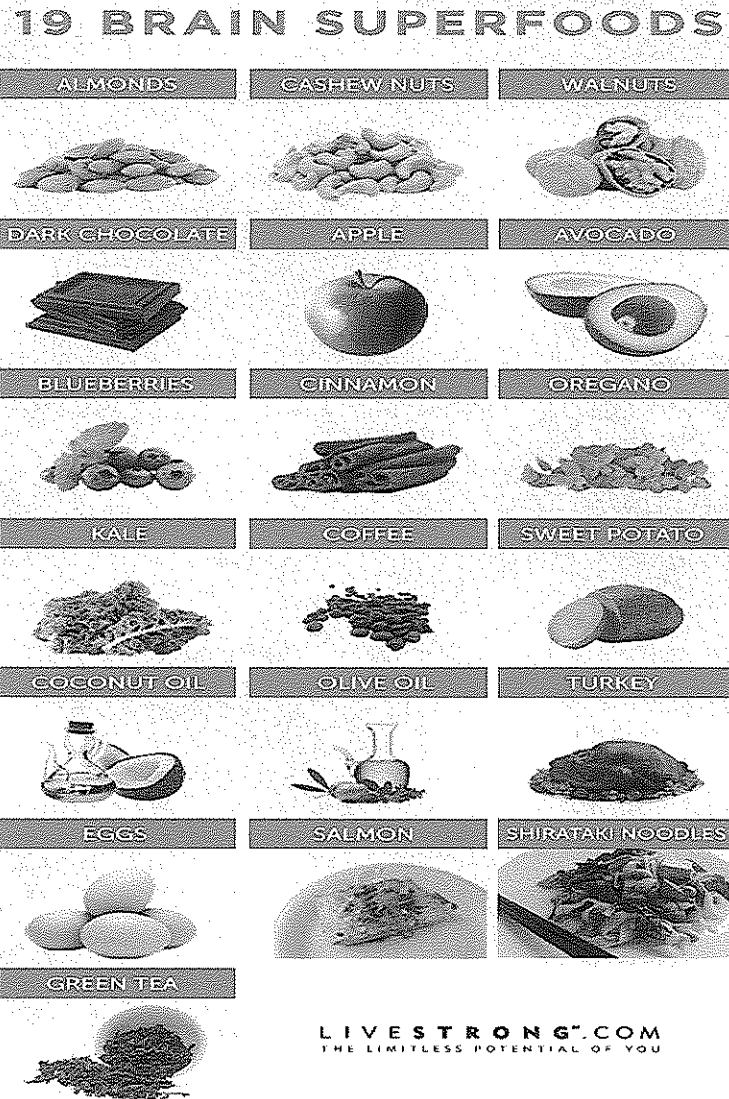 19 BRAIN SUPERFOODS
ALMONDS
CASHEW NUTS
WALNUTS
DARK CHOCOLATE
APPLE
AVOCADO
BLUEBERRIES
CINNAMON
OREGANO
KALE
COFFEE
SWEET POTATO
COCONUT OIL
OLIVE OIL
TURKEY
EGGS
SALMON
SHIRATAKI NOODLES
GREEN TEA
LIVESTRONG℠.COM
THE LIMITLESS POTENTIAL OF YOU